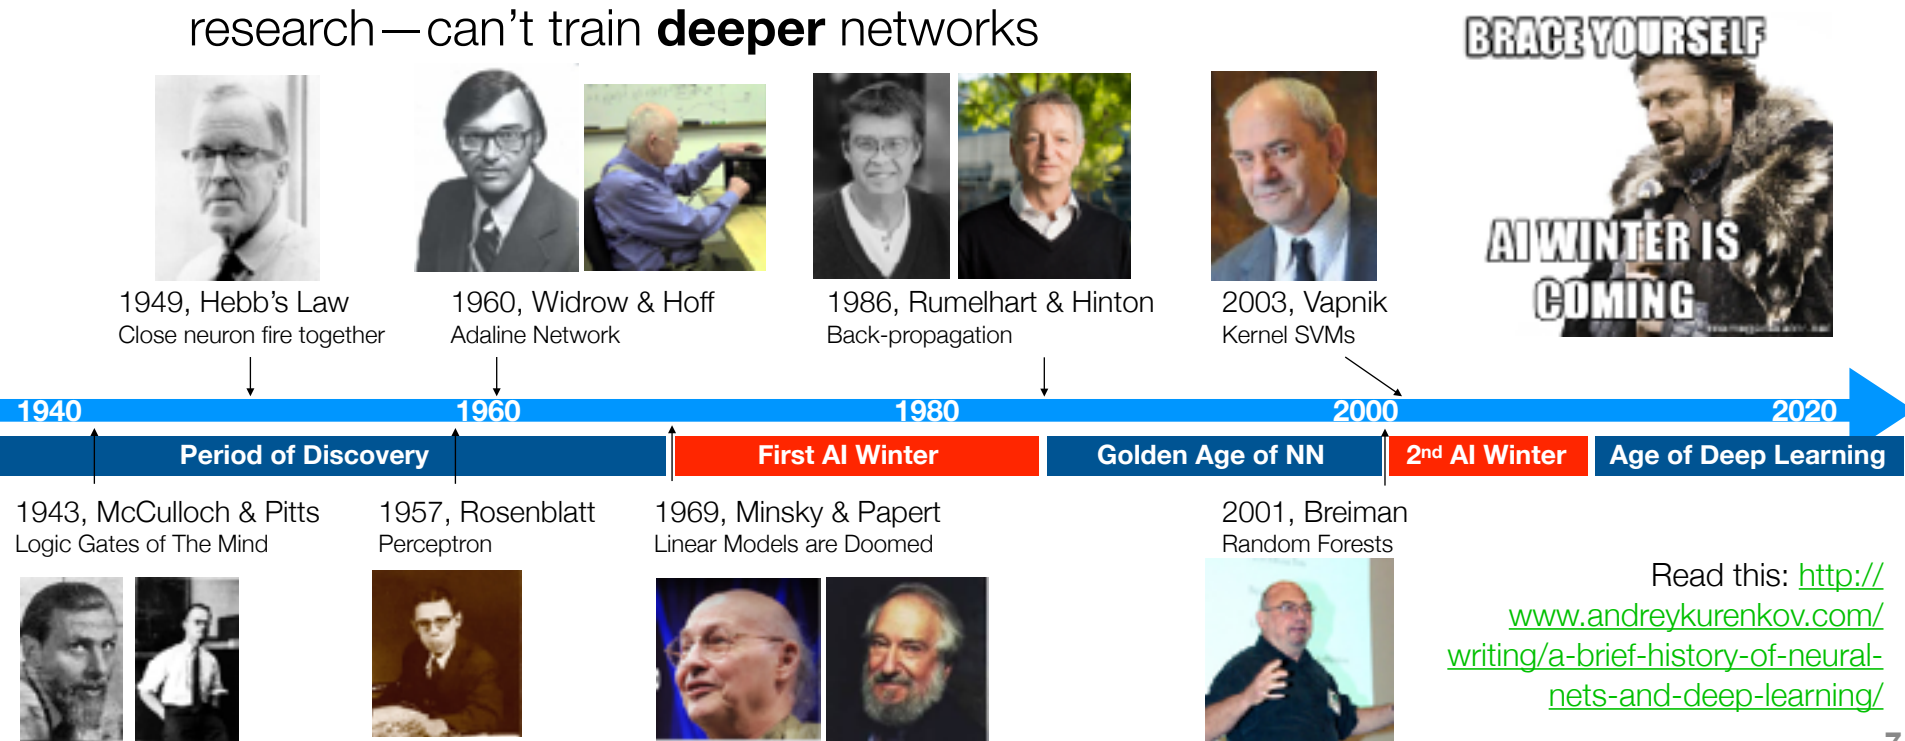 research—can't train deeper networks
BRACE YOURSELF
AI WINTER IS
COMING
1949, Hebb's Law
Close neuron fire together
1960, Widrow & Hoff
Adaline Network
1986, Rumelhart & Hinton
Back-propagation
2003, Vapnik
Kernel SVMs
1940 1960 1980 2000 2020
Period of Discovery
First AI Winter
Golden Age of NN
2nd AI Winter
Age of Deep Learning
1943, McCulloch & Pitts
Logic Gates of The Mind
1957, Rosenblatt
Perceptron
1969, Minsky & Papert
Linear Models are Doomed
2001, Breiman
Random Forests
Read this: http://
www.andreykurenkov.com/
writing/a-brief-history-of-neural-
nets-and-deep-learning/